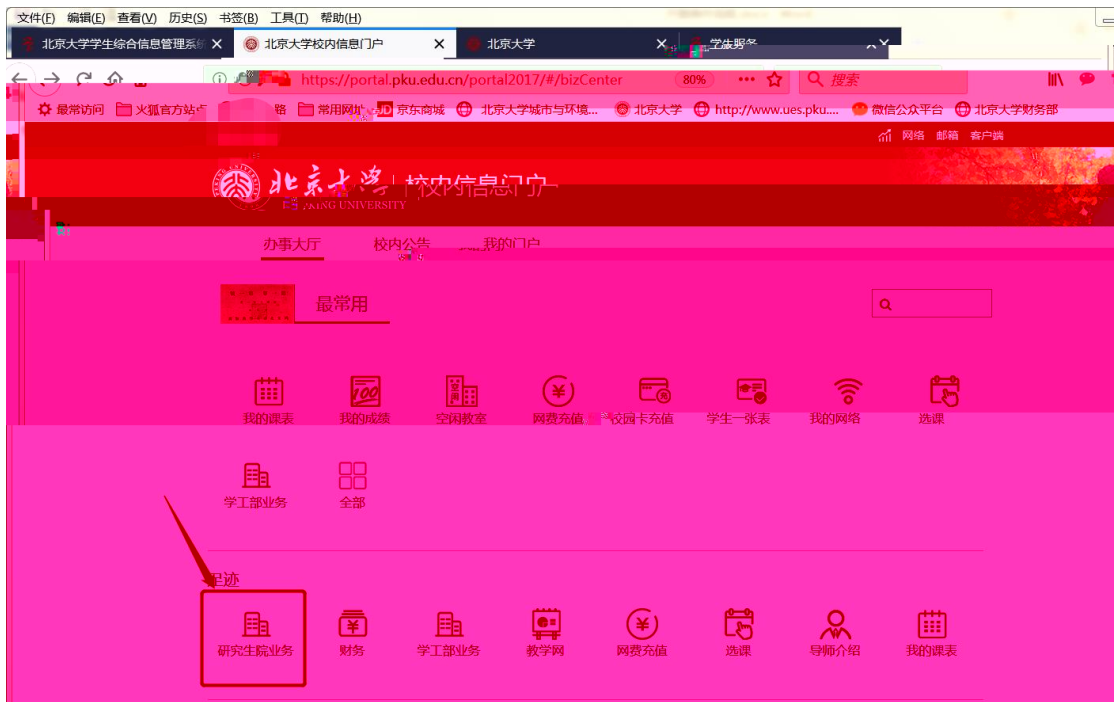 文件(F) 编辑(E) 查看(V) 历史(S) 书签(B) 工具(T) 帮助(H)
北京大学学生综合信息管理系统 北京大学校内信息门户 北京大学
https://portal.pku.edu.cn/portal2017/#/bizCenter 80% 搜索
最常访问 火狐官方站点 常用网址 京东商城 北京大学城市与环境... 北京大学 http://www.ues.pku.... 微信公众平台 北京大学财务部
网络 邮箱 客户端
北京大学 校内信息门户
PEKING UNIVERSITY
办事大厅 校内公告 我的门户
最常用
我的课表 我的成绩 空闲教室 网费充值 校园卡充值 学生一张表 我的网络 选课
学工部业务 全部
足迹
研究生院业务 财务 学工部业务 教学网 网费充值 选课 导师介绍 我的课表